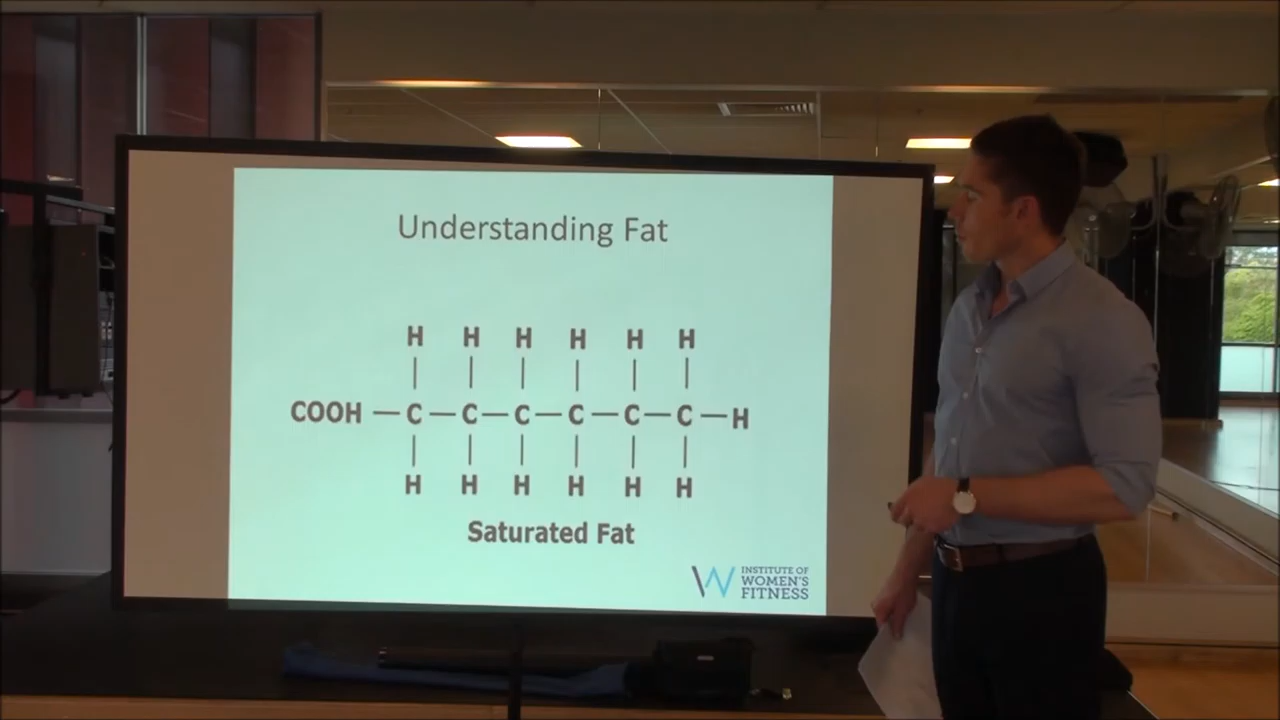 Understanding Fat
H H H H H H
COOH — C — C — C — C — C — C — H
H H H H H H
Saturated Fat
W INSTITUTE OF
WOMEN'S
FITNESS